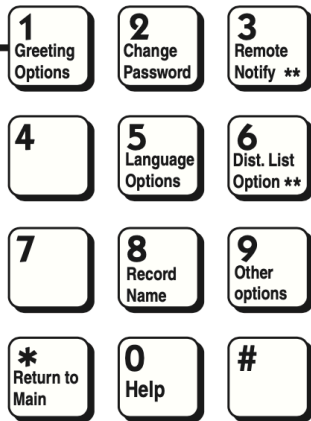 1
Greeting
Options
2
Change
Password
3
Remote
Notify **
4
5
Language
Options
6
Dist. List
Option **
7
8
Record
Name
9
Other
options
*
Return to
Main
0
Help
#